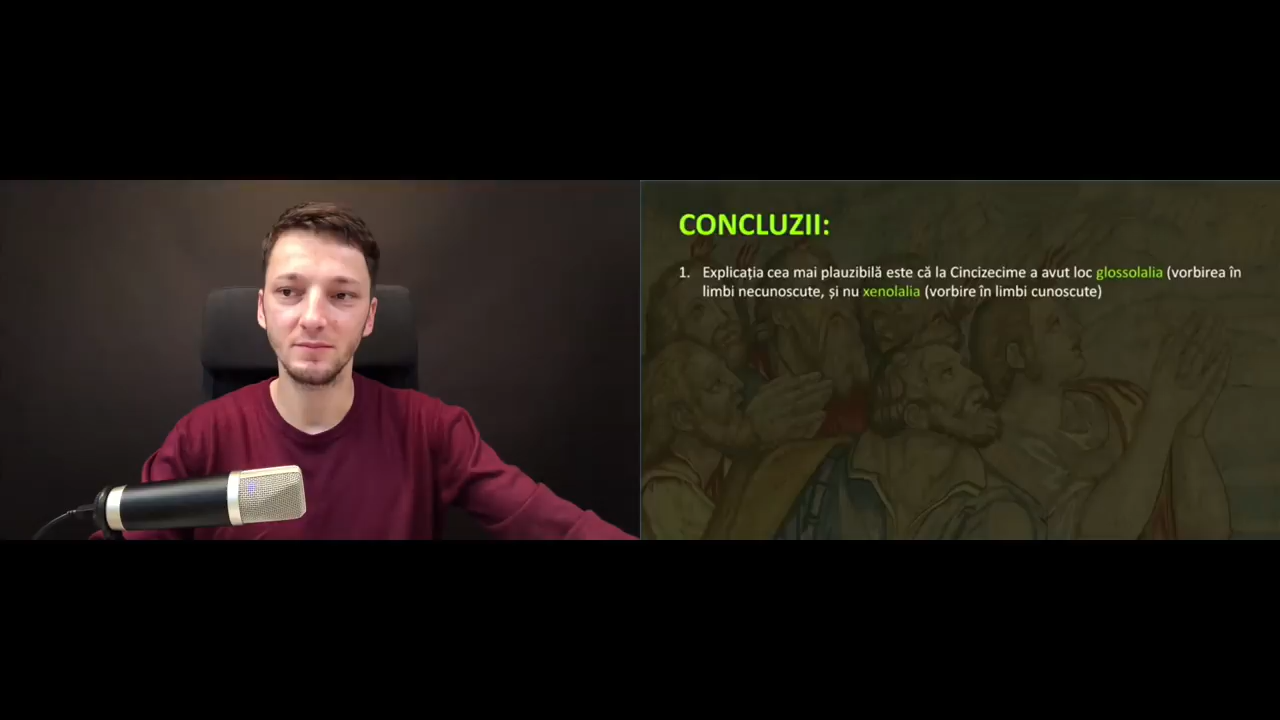 CONCLUZII:
1. Explicația cea mai plauzibilă este că la Cincizecime a avut loc glossolalia (vorbirea în
limbi necunoscute, și nu xenolalia (vorbire în limbi cunoscute)